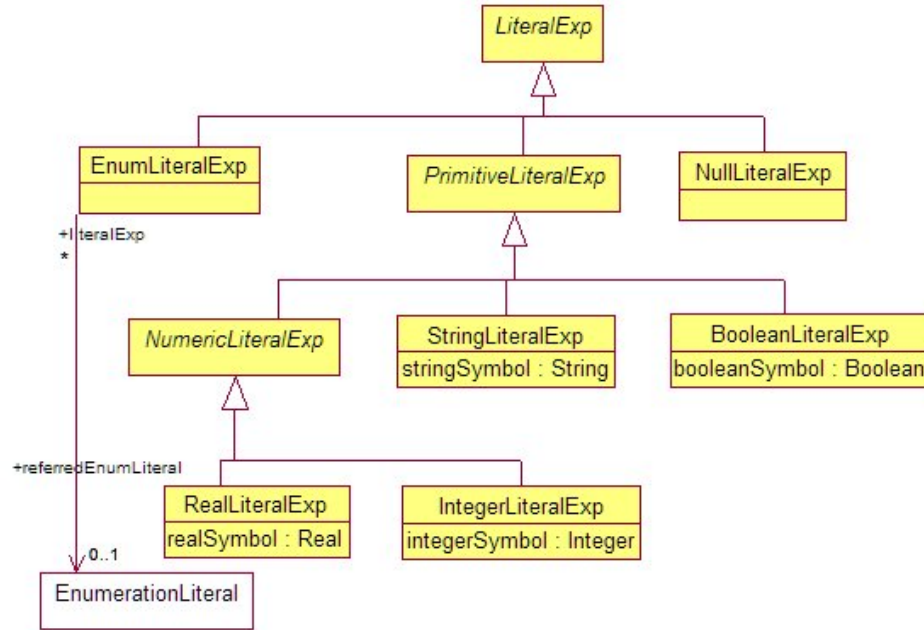 LiteralExp
EnumLiteralExp
PrimitiveLiteralExp
NullLiteralExp
+literalExp
*
NumericLiteralExp
StringLiteralExp
stringSymbol : String
BooleanLiteralExp
booleanSymbol : Boolean
+referredEnumLiteral
RealLiteralExp
realSymbol : Real
IntegerLiteralExp
integerSymbol : Integer
0..1
EnumerationLiteral